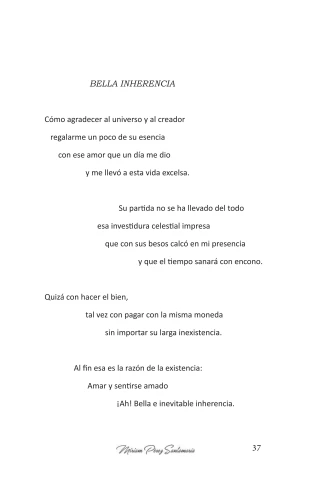 BELLA INHERENCIA
Cómo agradecer al universo y al creador
regalarme un poco de su esencia
con ese amor que un día me dio
y me llevó a esta vida excelsa.
Su partida no se ha llevado del todo
esa investidura celestial impresa
que con sus besos calcó en mi presencia
y que el tiempo sanará con encono.
Quizá con hacer el bien,
tal vez con pagar con la misma moneda
sin importar su larga inexistencia.
Al fin esa es la razón de la existencia:
Amar y sentirse amado
¡Ah! Bella e inevitable inherencia.
Míriam Pérez Santamaría 37